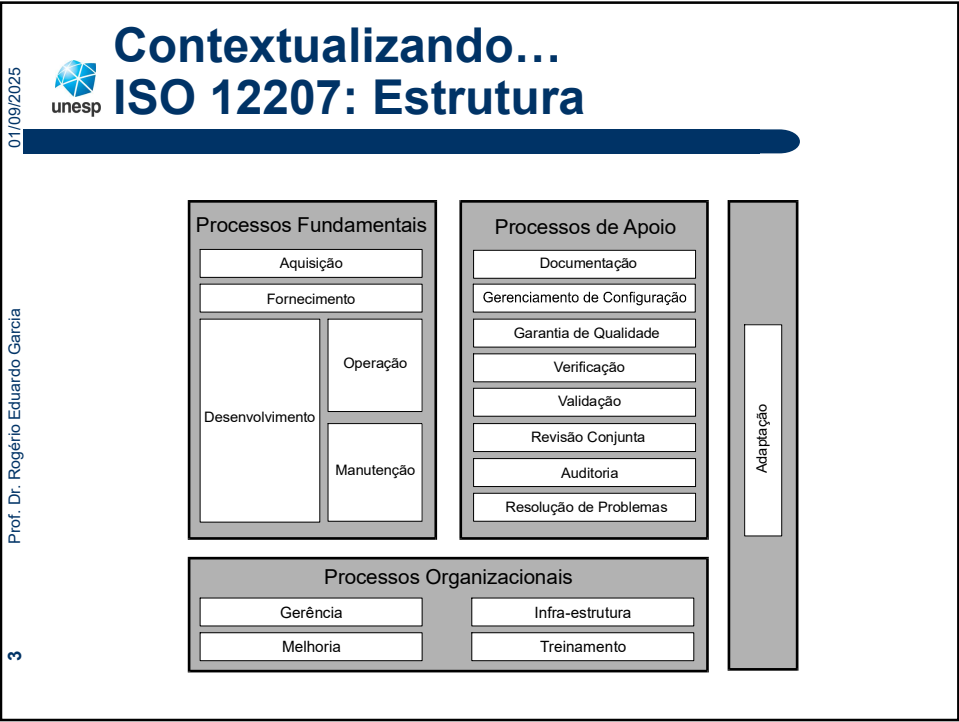 Contextualizando…
ISO 12207: Estrutura
unesp
01/09/2025
Prof. Dr. Rogério Eduardo Garcia
3
Processos Fundamentais
Aquisição
Fornecimento
Desenvolvimento
Operação
Manutenção
Processos de Apoio
Documentação
Gerenciamento de Configuração
Garantia de Qualidade
Verificação
Validação
Revisão Conjunta
Auditoria
Resolução de Problemas
Adaptação
Processos Organizacionais
Gerência
Infra-estrutura
Melhoria
Treinamento